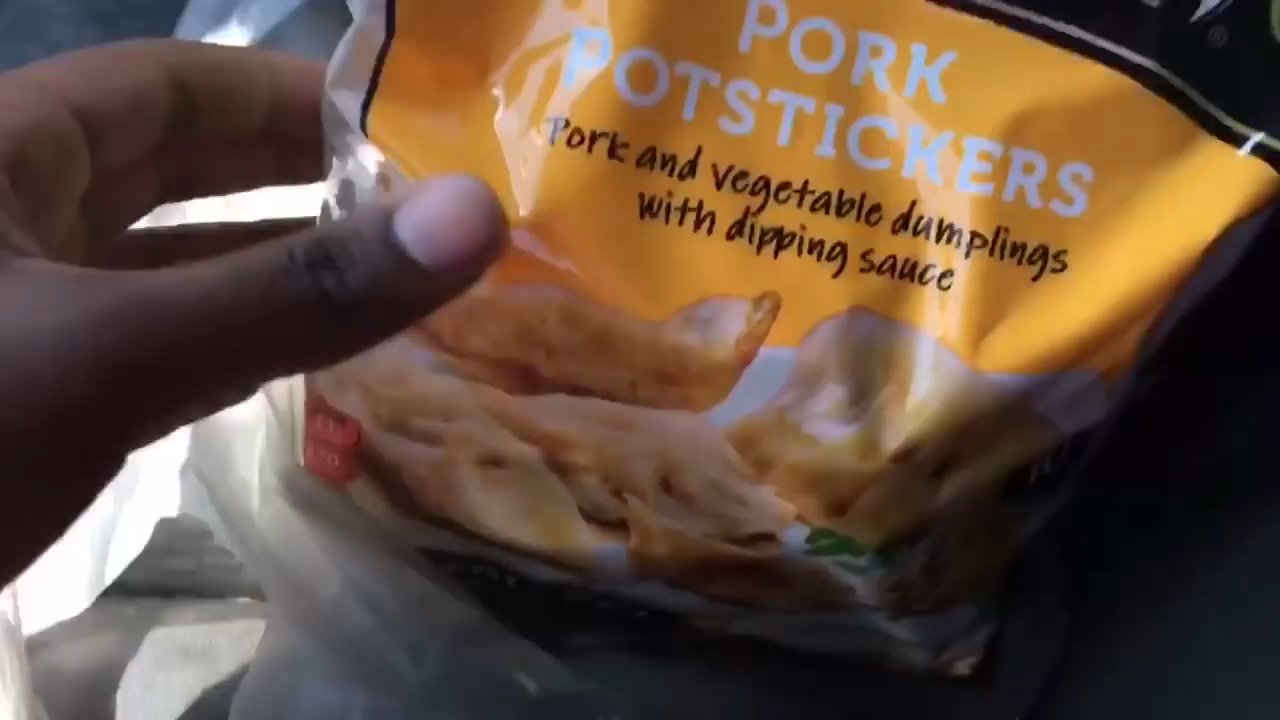 PORK
POTSTICKERS
Pork and vegetable dumplings
with dipping sauce